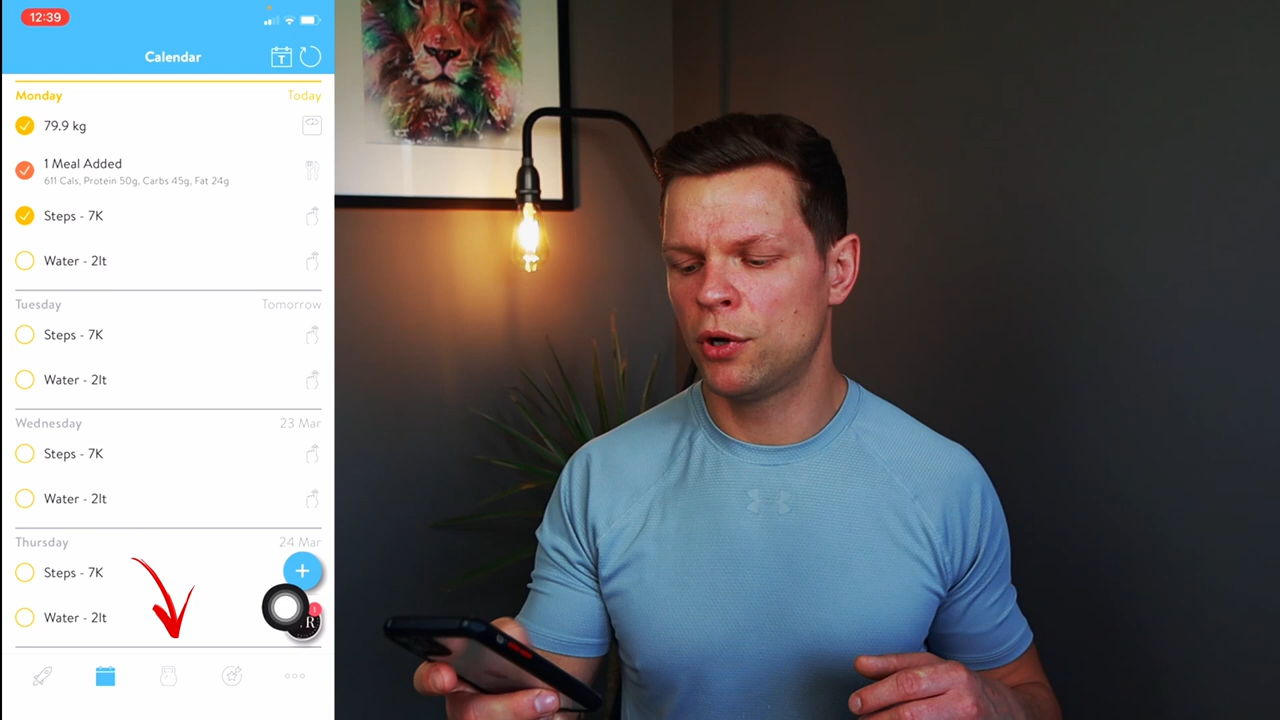 12:39
Calendar
T
Monday Today
79.9 kg
1 Meal Added
611 Cals, Protein 50g, Carbs 45g, Fat 24g
Steps - 7K
Water - 2lt
Tuesday Tomorrow
Steps - 7K
Water - 2lt
Wednesday 23 Mar
Steps - 7K
Water - 2lt
Thursday 24 Mar
Steps - 7K
+
Water - 2lt
1
R